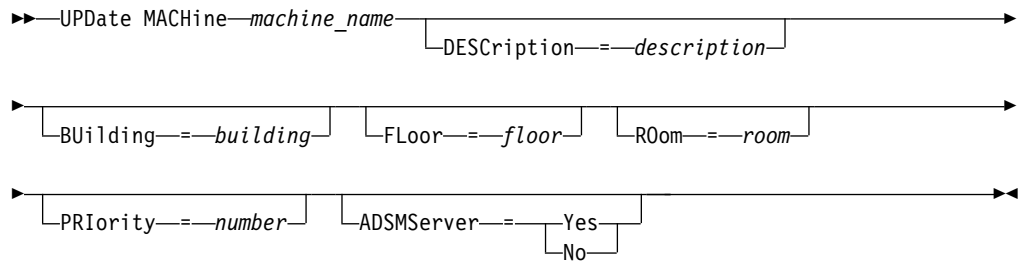 UPDate MACHine machine_name
DESCription = description
BUilding = building FLoor = floor ROom = room
PRIority = number ADSMServer = Yes
No